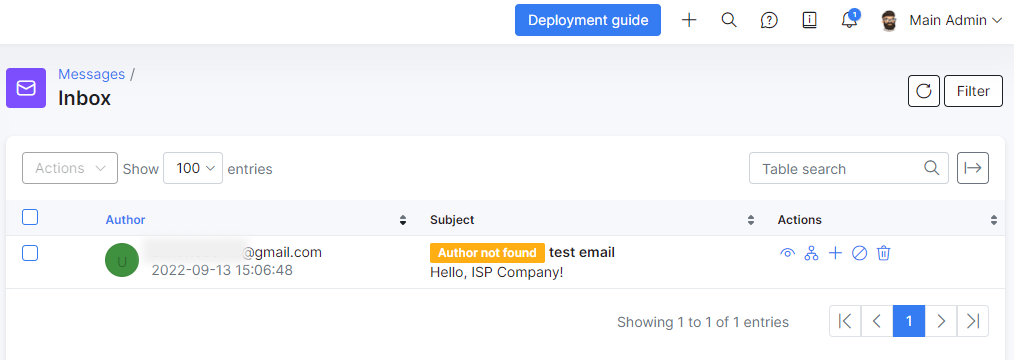 Deployment guide
1
Main Admin
Messages /
Inbox
Filter
Actions
Show 100 entries
Table search
Author
Subject
Actions
U
@gmail.com
2022-09-13 15:06:48
Author not found test email
Hello, ISP Company!
Showing 1 to 1 of 1 entries
1